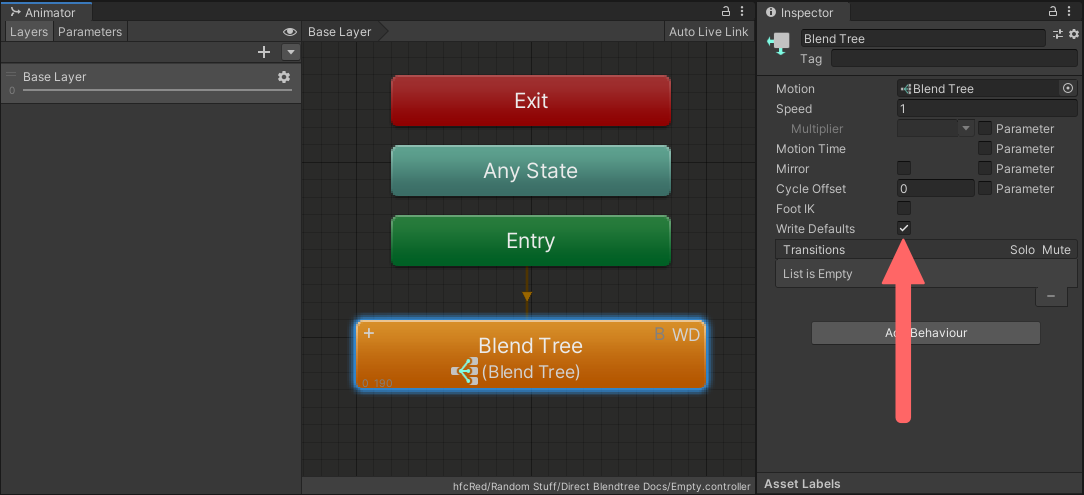 Animator
Layers Parameters
Base Layer
Auto Live Link
Base Layer
0
Exit
Any State
Entry
B WD
Blend Tree
(Blend Tree)
0 190
hfcRed/Random Stuff/Direct Blendtree Docs/Empty.controller
Inspector
Blend Tree
Tag
Motion Blend Tree
Speed 1
Multiplier Parameter
Motion Time Parameter
Mirror Parameter
Cycle Offset 0 Parameter
Foot IK
Write Defaults
Transitions Solo Mute
List is Empty
Add Behaviour
Asset Labels